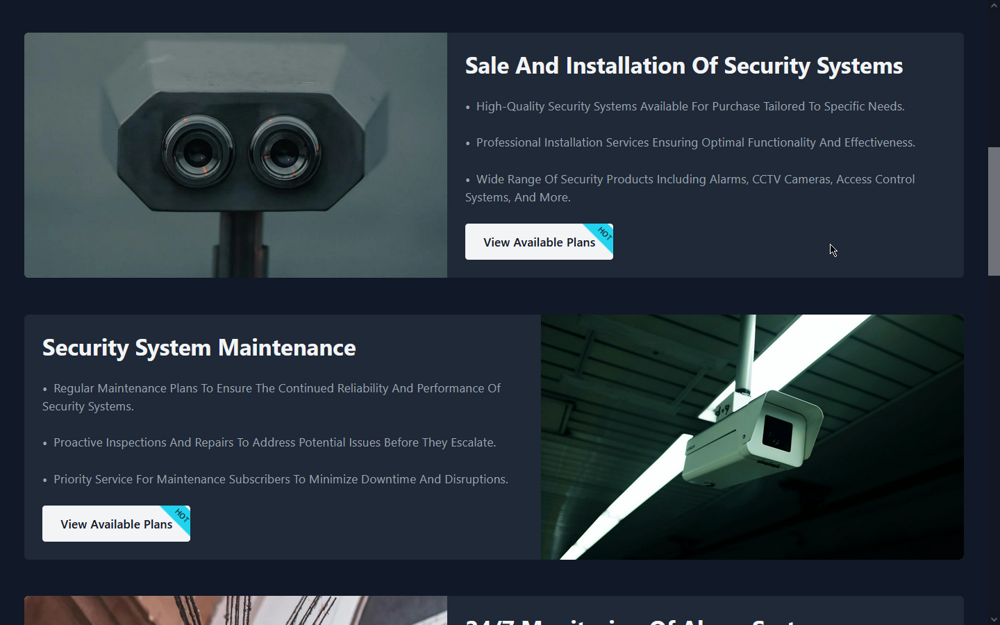 Sale And Installation Of Security Systems
• High-Quality Security Systems Available For Purchase Tailored To Specific Needs.
• Professional Installation Services Ensuring Optimal Functionality And Effectiveness.
• Wide Range Of Security Products Including Alarms, CCTV Cameras, Access Control
Systems, And More.
View Available Plans
HOT
Security System Maintenance
• Regular Maintenance Plans To Ensure The Continued Reliability And Performance Of
Security Systems.
• Proactive Inspections And Repairs To Address Potential Issues Before They Escalate.
• Priority Service For Maintenance Subscribers To Minimize Downtime And Disruptions.
View Available Plans
HOT